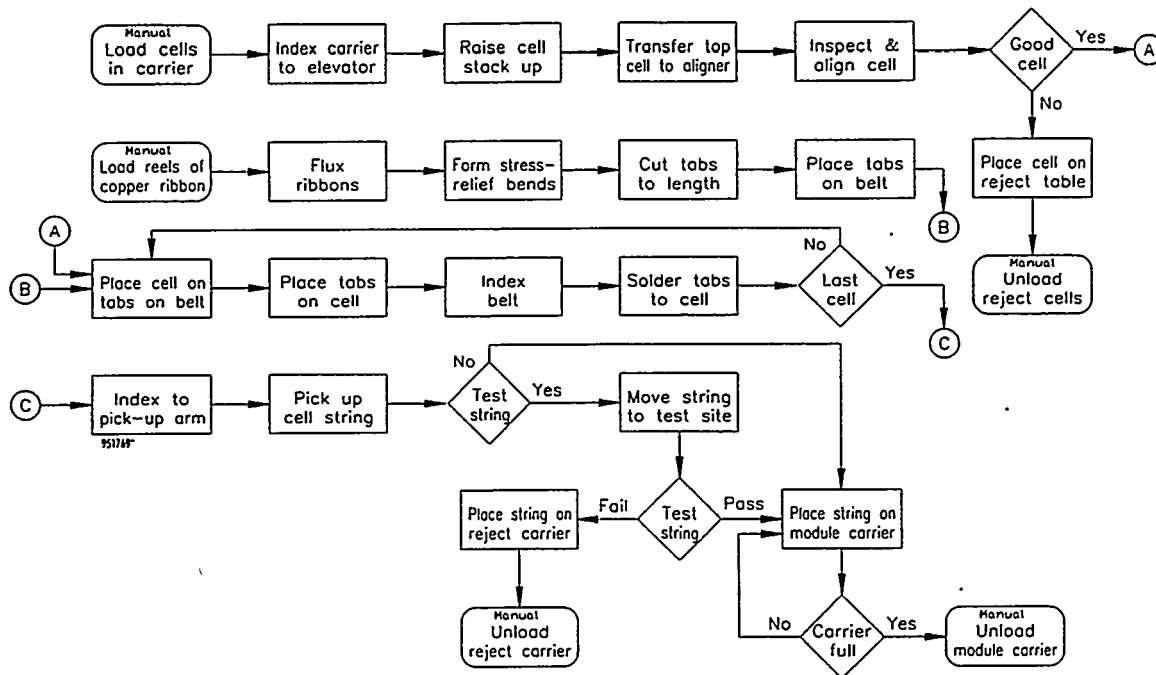 Manual
Load cells
in carrier
Index carrier
to elevator
Raise cell
stack up
Transfer top
cell to aligner
Inspect &
align cell
Good
cell
Yes
A
No
Place cell on
reject table
Manual
Unload
reject cells
Manual
Load reels of
copper ribbon
Flux
ribbons
Form stress-
relief bends
Cut tabs
to length
Place tabs
on belt
B
A
B
Place cell on
tabs on belt
Place tabs
on cell
Index
belt
Solder tabs
to cell
No
Last
cell
Yes
C
C
Index to
pick-up arm
Pick up
cell string
No
Test
string
Yes
Move string
to test site
Place string on
reject carrier
Fail
Test
string
Pass
Place string on
module carrier
Manual
Unload
reject carrier
No
Carrier
full
Yes
Manual
Unload
module carrier